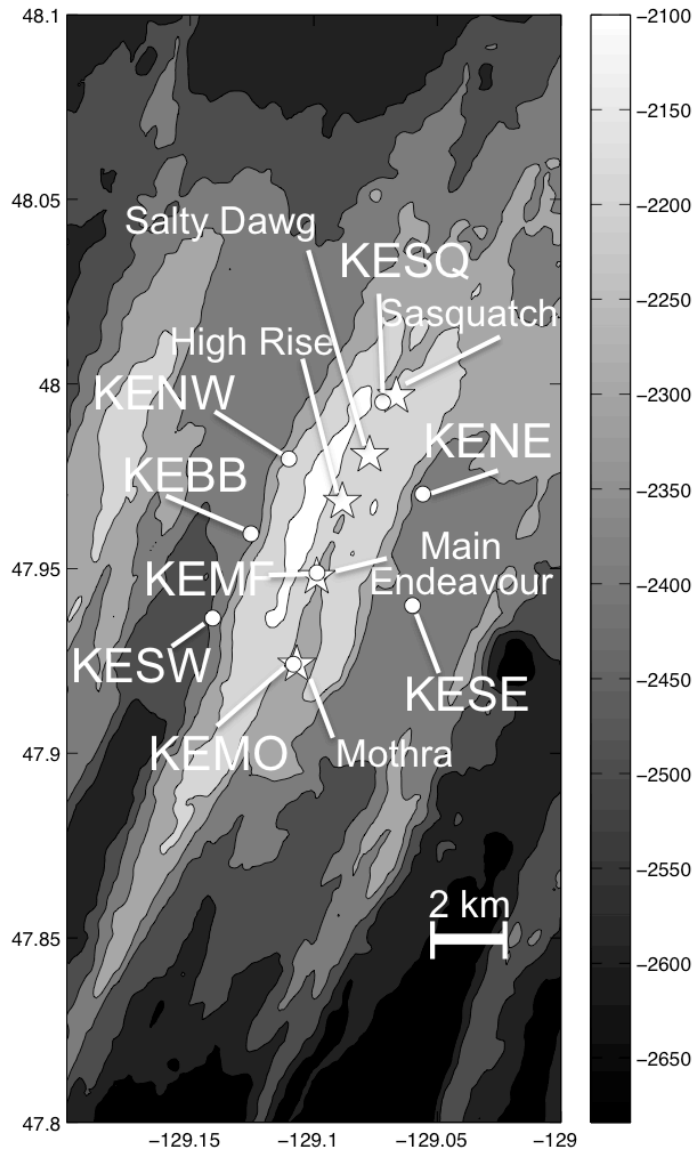 48.1
48.05
48
47.95
47.9
47.85
47.8
-129.15
-129.1
-129.05
-129
Salty Dawg
KESQ
Sasquatch
High Rise
KENW
KENE
KEBB
Main
Endeavour
KEMF
KESW
KESE
KEMO
Mothra
2 km
-2100
-2150
-2200
-2250
-2300
-2350
-2400
-2450
-2500
-2550
-2600
-2650